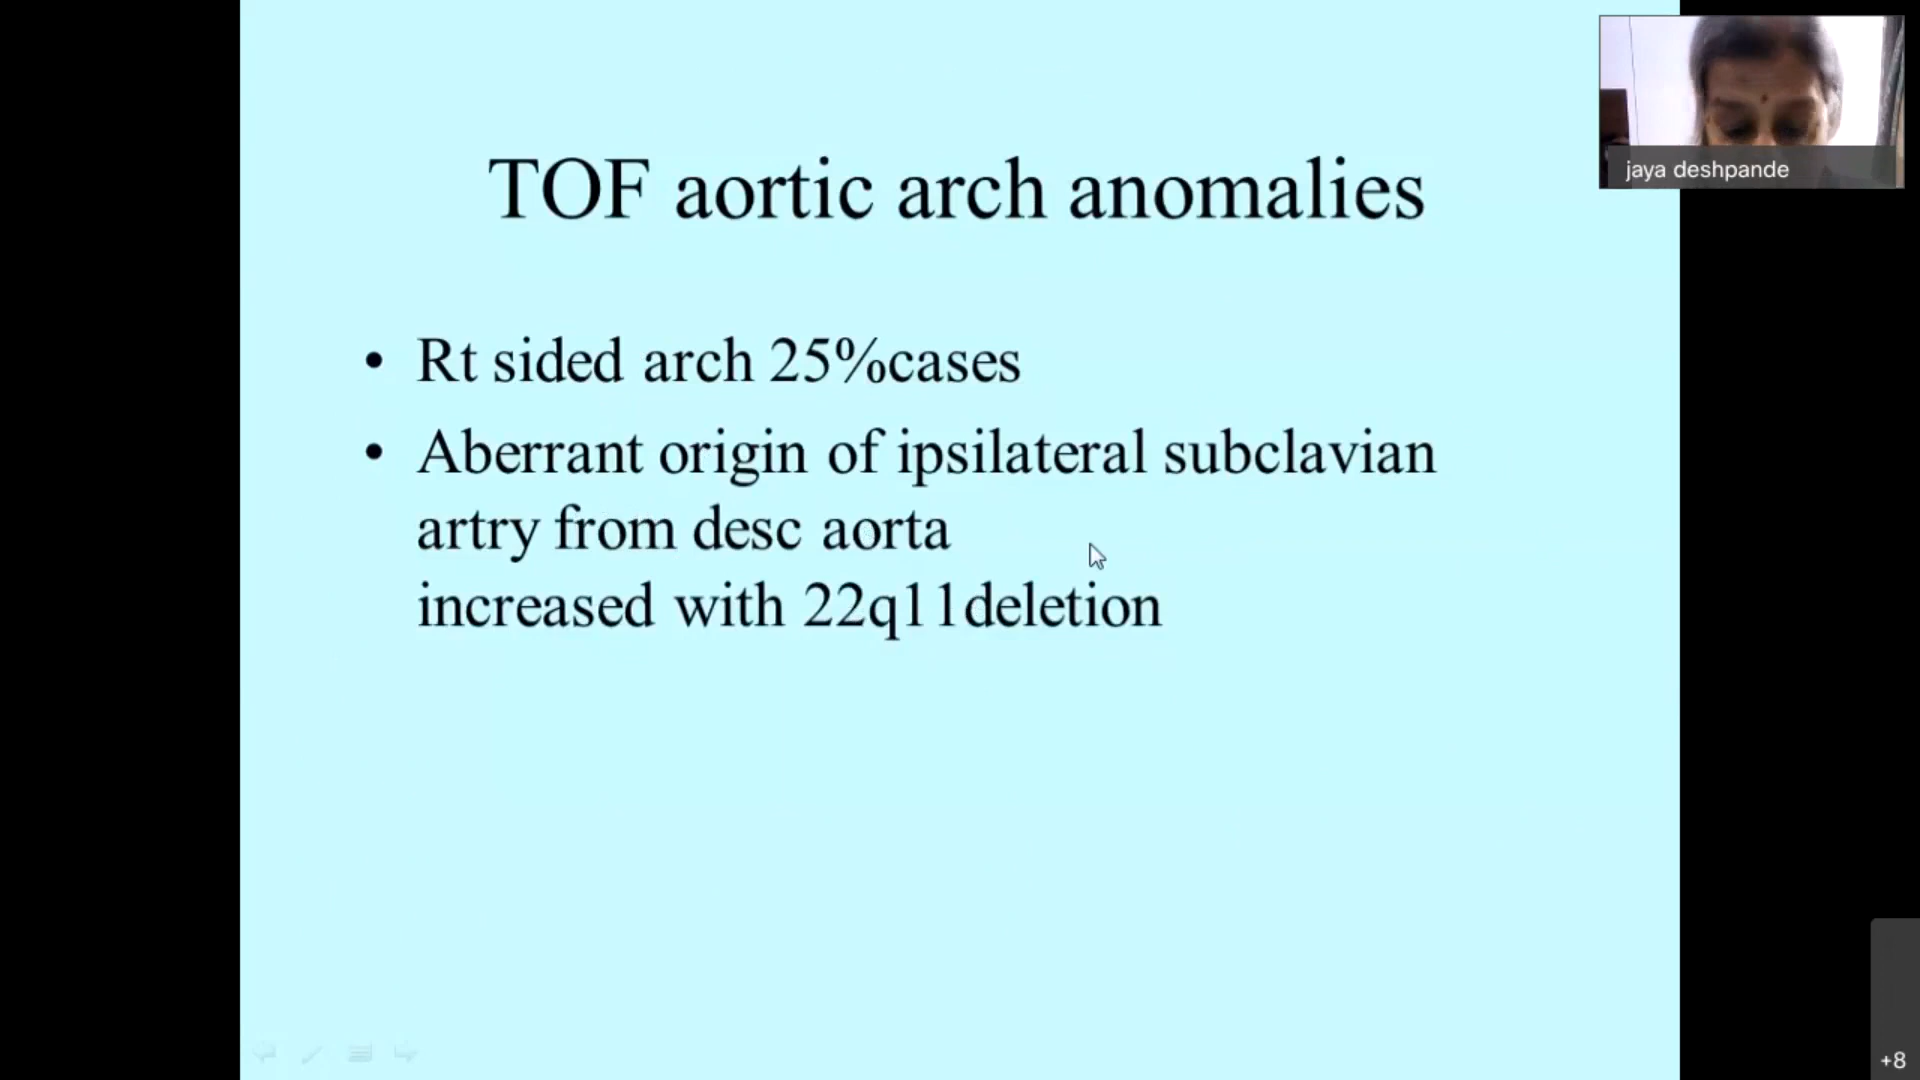 TOF aortic arch anomalies
• Rt sided arch 25%cases
• Aberrant origin of ipsilateral subclavian
artry from desc aorta
increased with 22q11deletion
jaya deshpande
+8